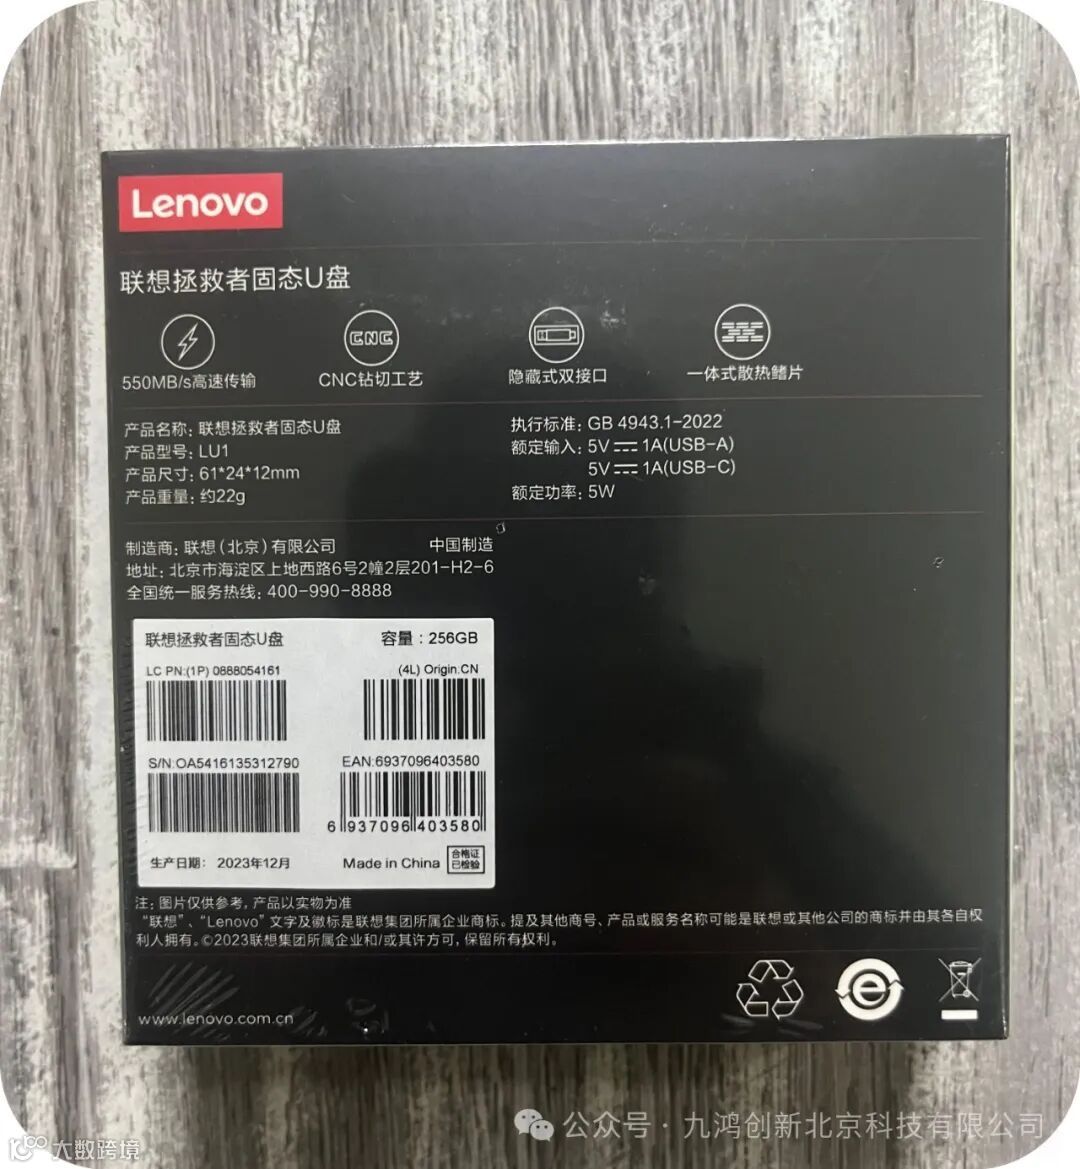 Lenovo
联想拯救者固态U盘
550MB/s高速传输
CNC
CNC钻切工艺
隐藏式双接口
一体式散热鳍片
产品名称: 联想拯救者固态U盘
产品型号: LU1
产品尺寸: 61*24*12mm
产品重量: 约22g
执行标准: GB 4943.1-2022
额定输入: 5V⎓1A(USB-A)
5V⎓1A(USB-C)
额定功率: 5W
制造商: 联想(北京)有限公司 中国制造
地址: 北京市海淀区上地西路6号2幢2层201-H2-6
全国统一服务热线: 400-990-8888
联想拯救者固态U盘 容量:256GB
LC PN:(1P) 0888054161 (4L) Origin:CN
S/N:OA5416135312790 EAN:6937096403580
6 937096 403580
生产日期: 2023年12月 Made in China 合格证
已检验
注: 图片仅供参考, 产品以实物为准
“联想”、“Lenovo”文字及徽标是联想集团所属企业商标。提及其他商号、产品或服务名称可能是联想或其他公司的商标并由其各自权
利人拥有。©2023联想集团所属企业和/或其许可方, 保留所有权利。
www.lenovo.com.cn
公众号·九鸿创新北京科技有限公司
大数跨境